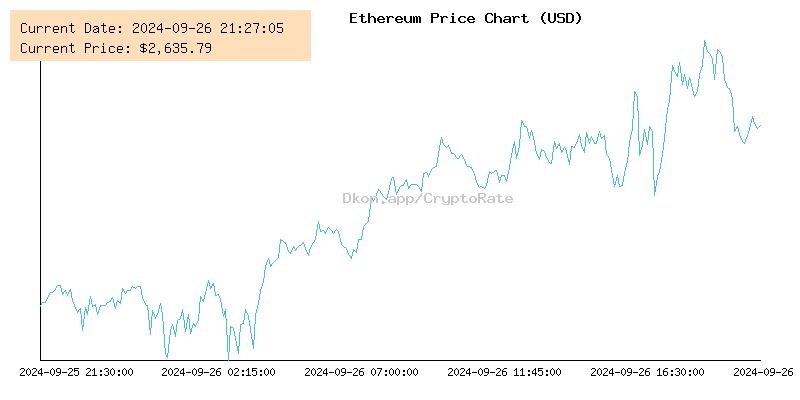 Ethereum Price Chart (USD)
Current Date: 2024-09-26 21:27:05
Current Price: $2,635.79
Dkon.app/CryptoRate
2024-09-25 21:30:00 2024-09-26 02:15:00 2024-09-26 07:00:00 2024-09-26 11:45:00 2024-09-26 16:30:00 2024-09-26